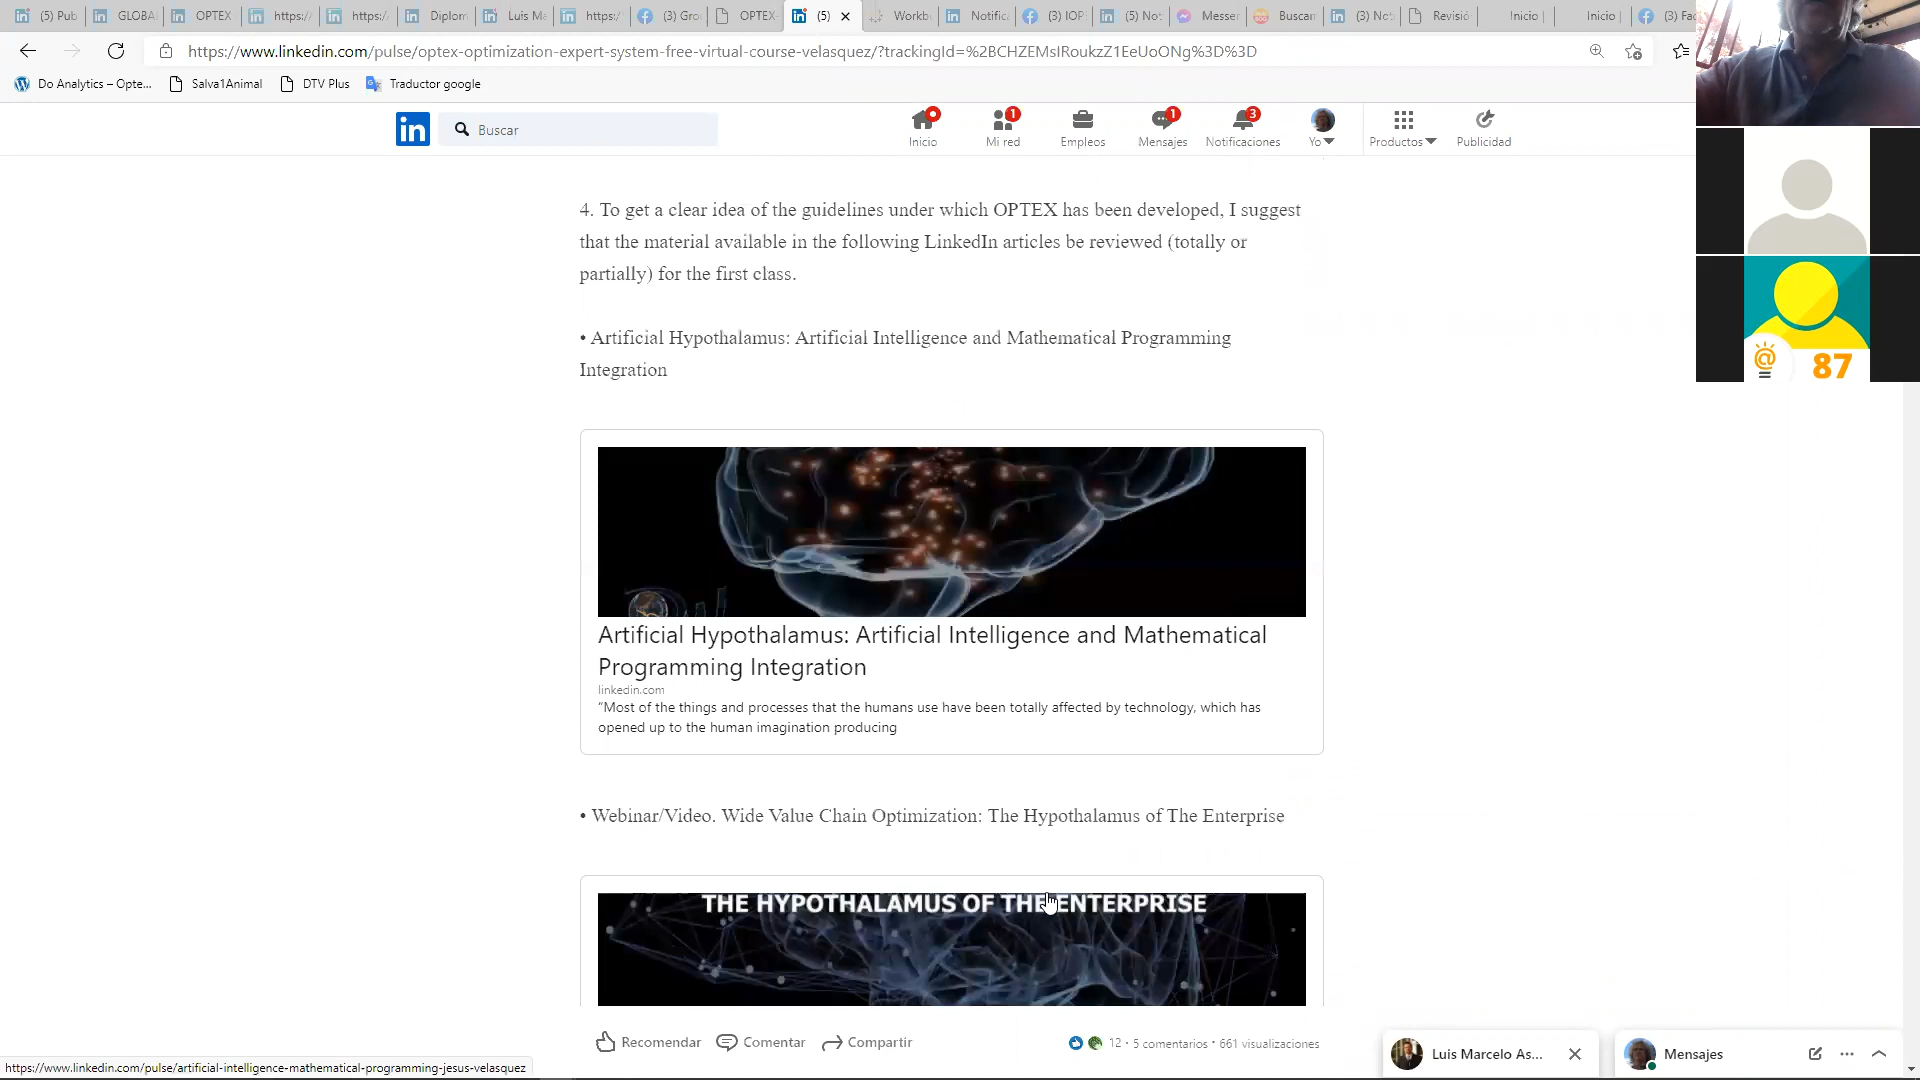 (5) Pub
GLOBA
OPTEX
https:/
https:/
Diplom
Luis Ma
https:/
(3) Gro
OPTEX-
(5)
Workb
Notific
(3) IOP
(5) Not
Messer
Buscan
(3) Not
Revisió
Inicio |
Inicio |
(3) Fac
https://www.linkedin.com/pulse/optex-optimization-expert-system-free-virtual-course-velasquez/?trackingId=%2BCHZEMsIRoukzZ1EeUoONg%3D%3D
Do Analytics – Opte...
Salva1Animal
DTV Plus
Traductor google
in
Buscar
1
1
3
Inicio
Mi red
Empleos
Mensajes
Notificaciones
Yo
Productos
Publicidad
4. To get a clear idea of the guidelines under which OPTEX has been developed, I suggest
that the material available in the following LinkedIn articles be reviewed (totally or
partially) for the first class.
• Artificial Hypothalamus: Artificial Intelligence and Mathematical Programming
Integration
Artificial Hypothalamus: Artificial Intelligence and Mathematical
Programming Integration
linkedin.com
“Most of the things and processes that the humans use have been totally affected by technology, which has
opened up to the human imagination producing
• Webinar/Video. Wide Value Chain Optimization: The Hypothalamus of The Enterprise
THE HYPOTHALAMUS OF THE ENTERPRISE
Recomendar
Comentar
Compartir
12 · 5 comentarios · 661 visualizaciones
Luis Marcelo As...
Mensajes
https://www.linkedin.com/pulse/artificial-intelligence-mathematical-programming-jesus-velasquez
@
87